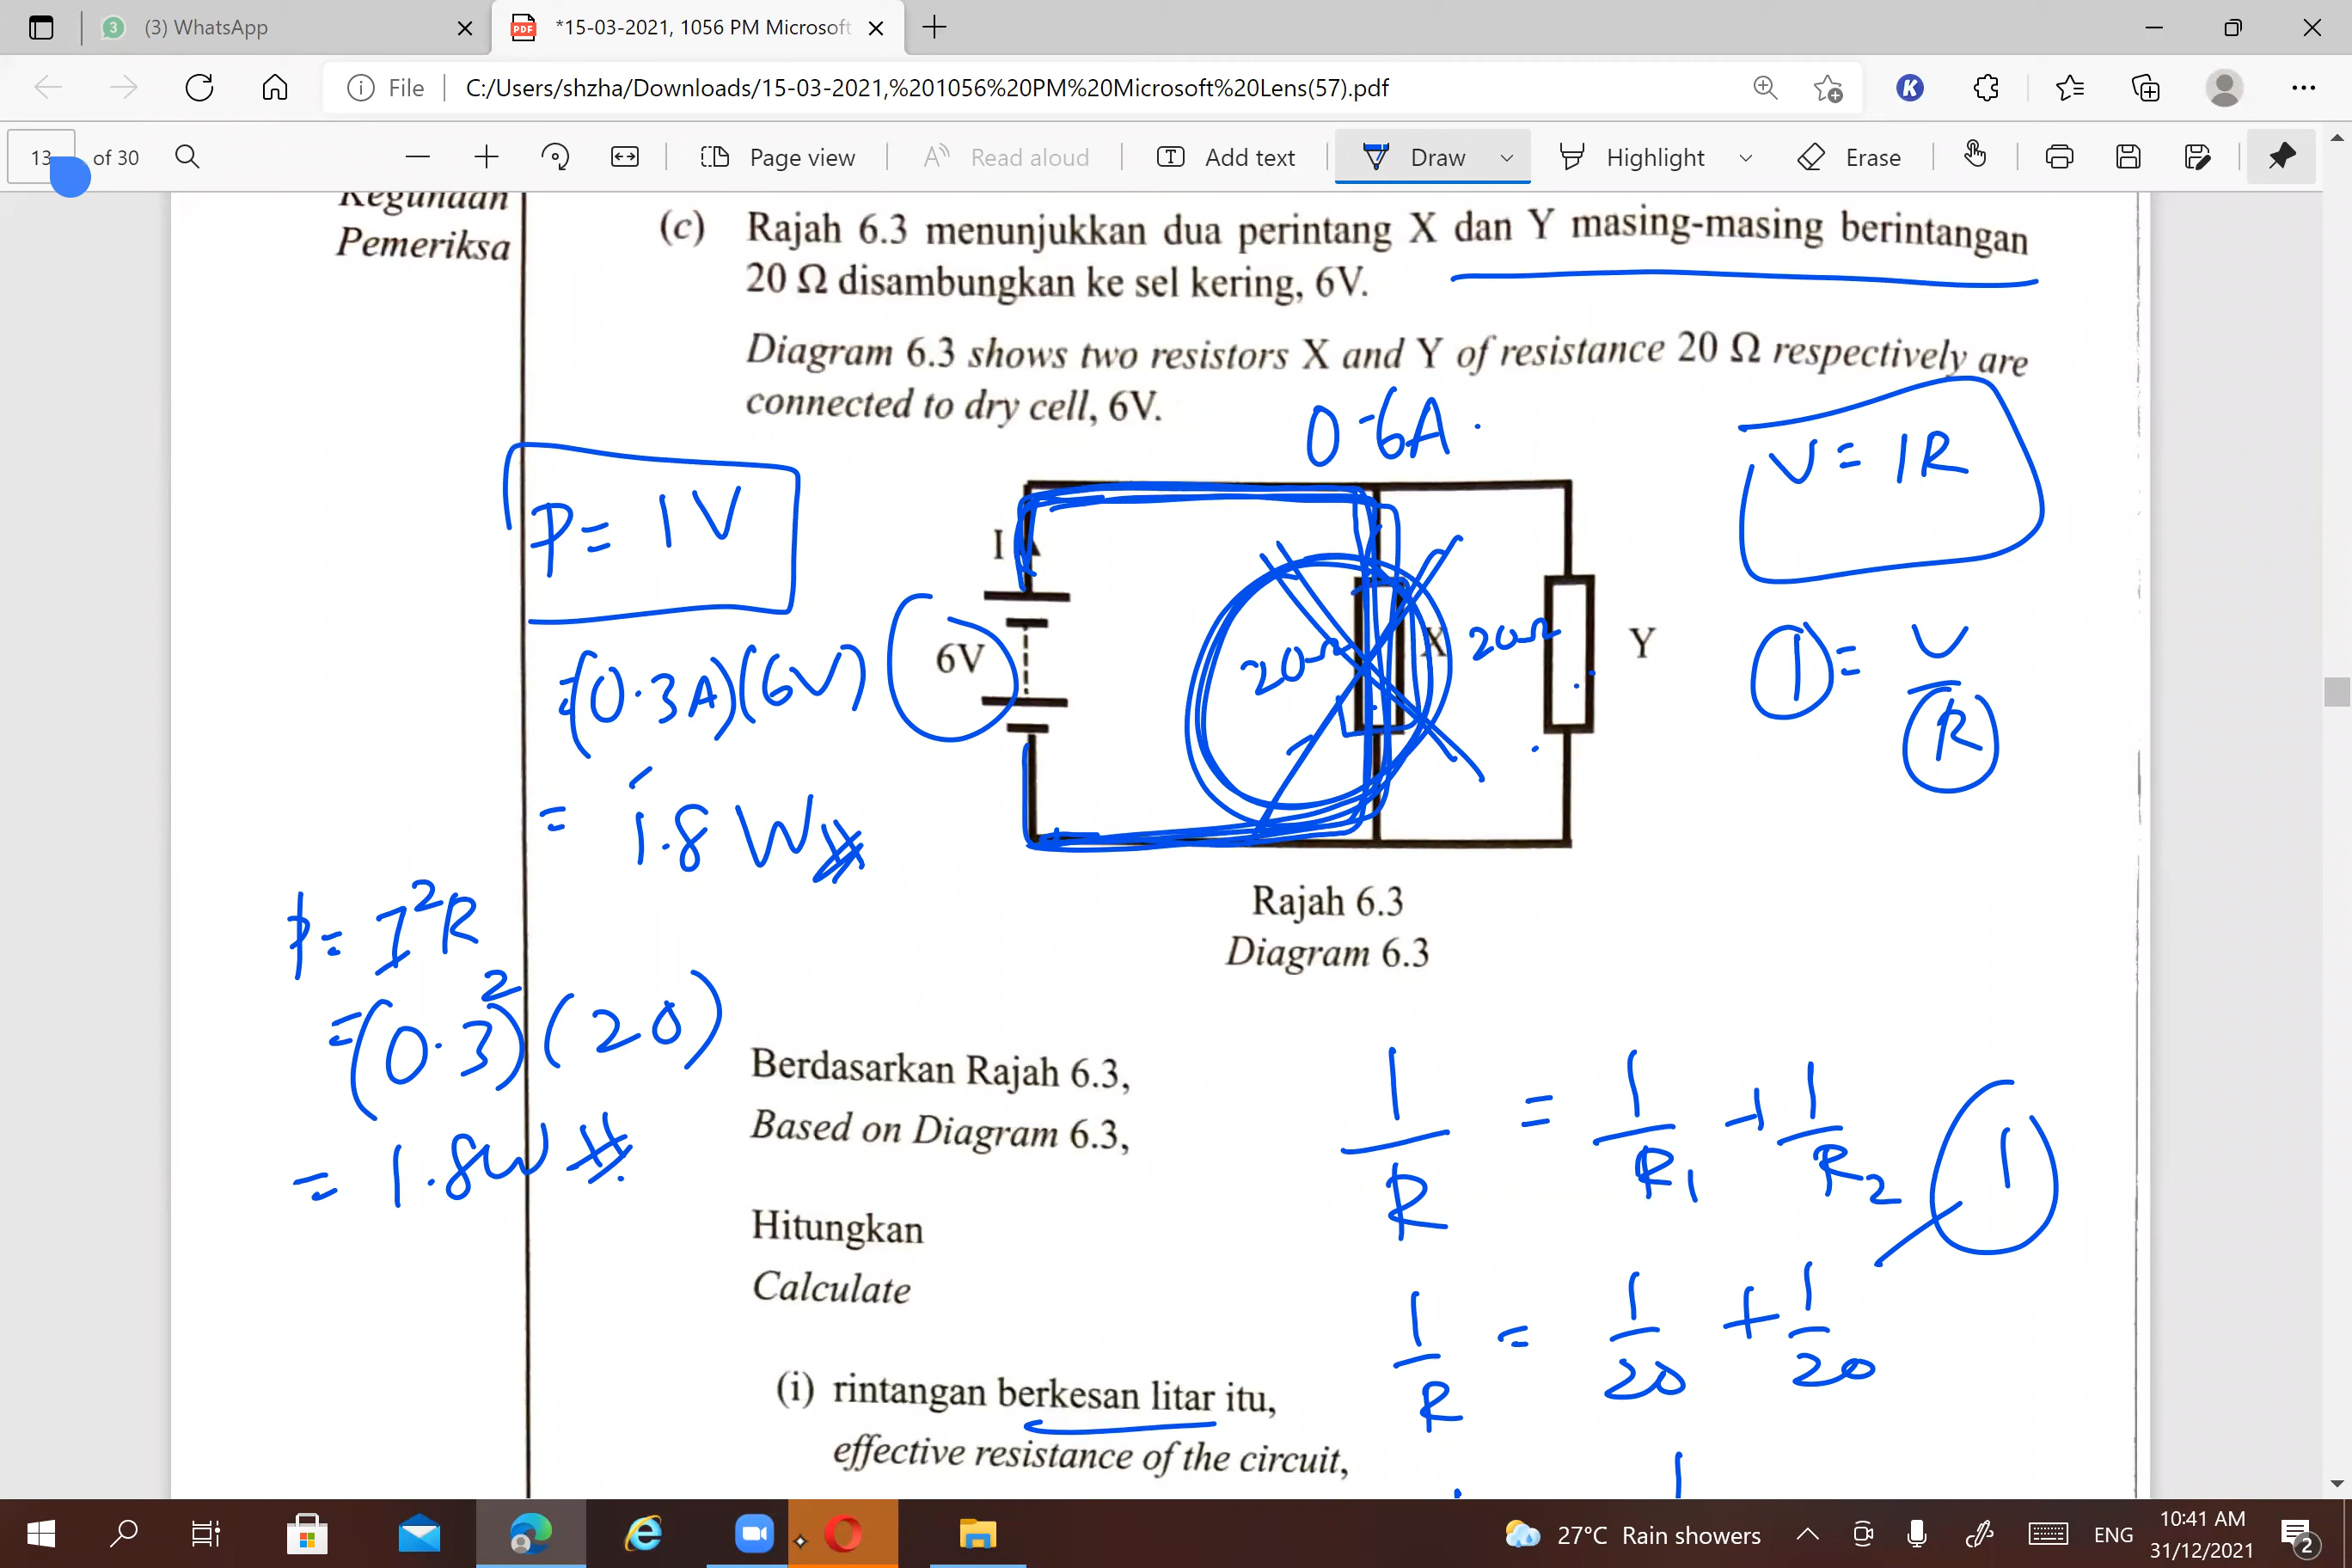 (3) WhatsApp
*15-03-2021, 1056 PM Microsoft
File
C:/Users/shzha/Downloads/15-03-2021,%201056%20PM%20Microsoft%20Lens(57).pdf
13 of 30
Page view
Read aloud
Add text
Draw
Highlight
Erase
Kegunaan
Pemeriksa
(c) Rajah 6.3 menunjukkan dua perintang X dan Y masing-masing berintangan
20 Ω disambungkan ke sel kering, 6V.
Diagram 6.3 shows two resistors X and Y of resistance 20 Ω respectively are
connected to dry cell, 6V.
0.6A.
P = IV
V = IR
I
6V
20Ω
X
20Ω
Y
= (0.3A)(6V)
I = V/R
= 1.8 W
Rajah 6.3
Diagram 6.3
P = I²R
= (0.3)²(20)
= 1.8W
Berdasarkan Rajah 6.3,
Based on Diagram 6.3,
1/R = 1/R₁ + 1/R₂
1
Hitungkan
Calculate
1/R = 1/20 + 1/20
(i) rintangan berkesan litar itu,
effective resistance of the circuit,
27°C Rain showers
ENG
10:41 AM
31/12/2021
2